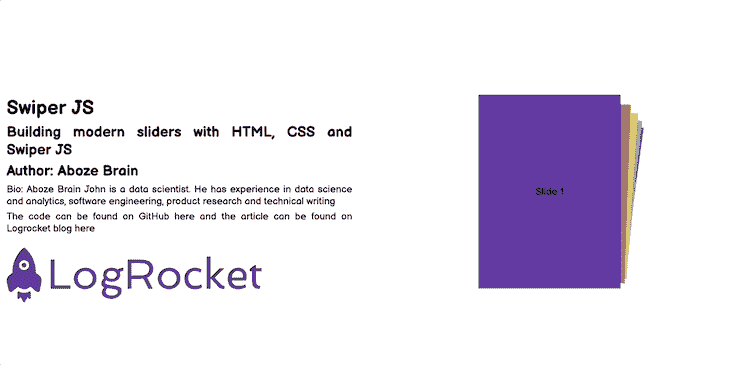 Swiper JS
Building modern sliders with HTML, CSS and
Swiper JS
Author: Aboze Brain
Bio: Aboze Brain John is a data scientist. He has experience in data science
and analytics, software engineering, product research and technical writing
The code can be found on GitHub here and the article can be found on
Logrocket blog here
LogRocket
Slide 1